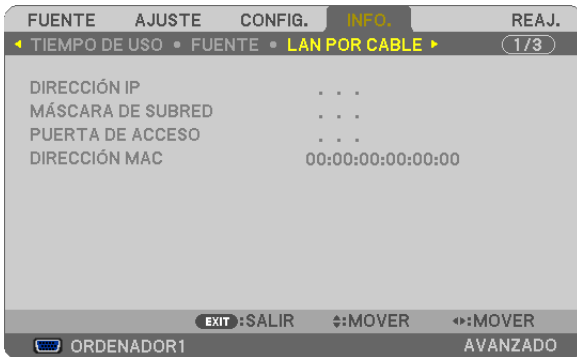 FUENTE AJUSTE CONFIG. INFO. REAJ.
TIEMPO DE USO • FUENTE • LAN POR CABLE 1/3
DIRECCIÓN IP . . .
MÁSCARA DE SUBRED . . .
PUERTA DE ACCESO . . .
DIRECCIÓN MAC 00:00:00:00:00:00
EXIT :SALIR :MOVER :MOVER
ORDENADOR1 AVANZADO